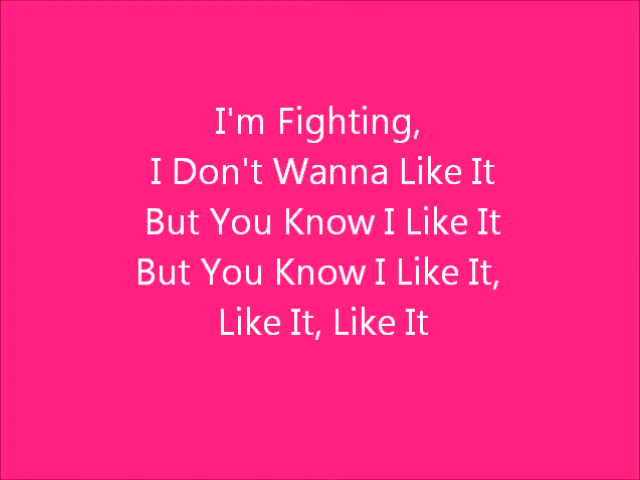 I'm Fighting,
I Don't Wanna Like It
But You Know I Like It
But You Know I Like It,
Like It, Like It